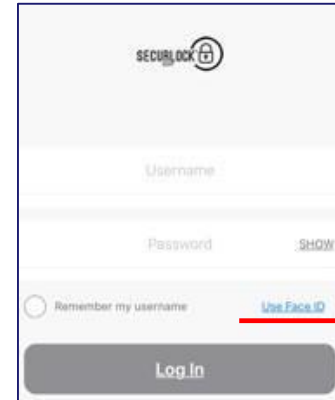 SECURLOCK
Username
Password SHOW
Remember my username Use Face ID
Log In